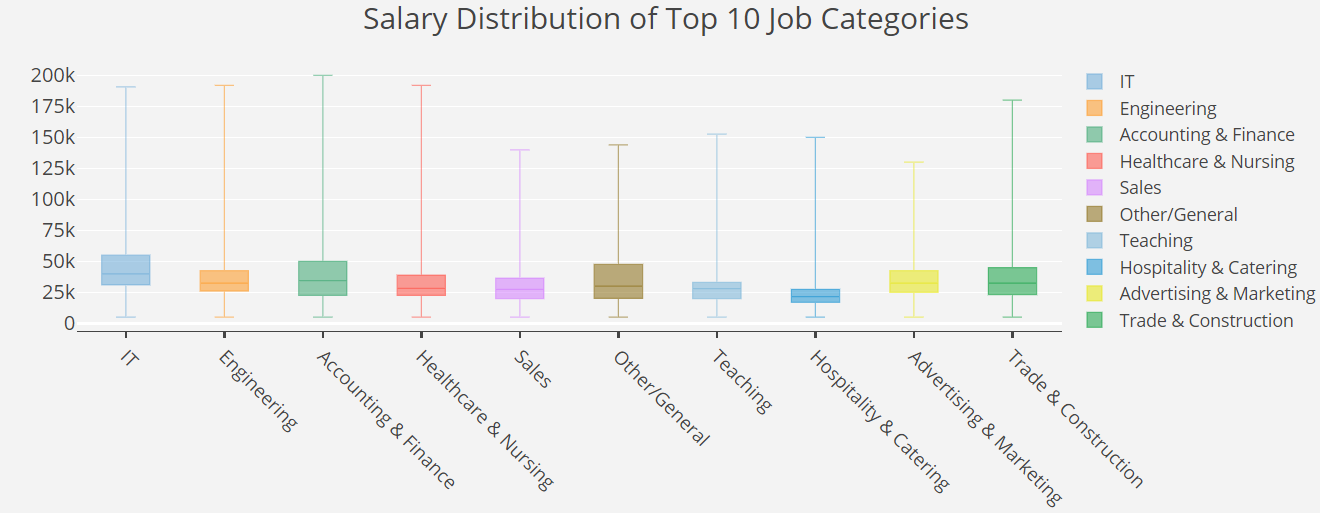 Salary Distribution of Top 10 Job Categories
200k
175k
150k
125k
100k
75k
50k
25k
0
IT
Engineering
Accounting & Finance
Healthcare & Nursing
Sales
Other/General
Teaching
Hospitality & Catering
Advertising & Marketing
Trade & Construction
IT
Engineering
Accounting & Finance
Healthcare & Nursing
Sales
Other/General
Teaching
Hospitality & Catering
Advertising & Marketing
Trade & Construction